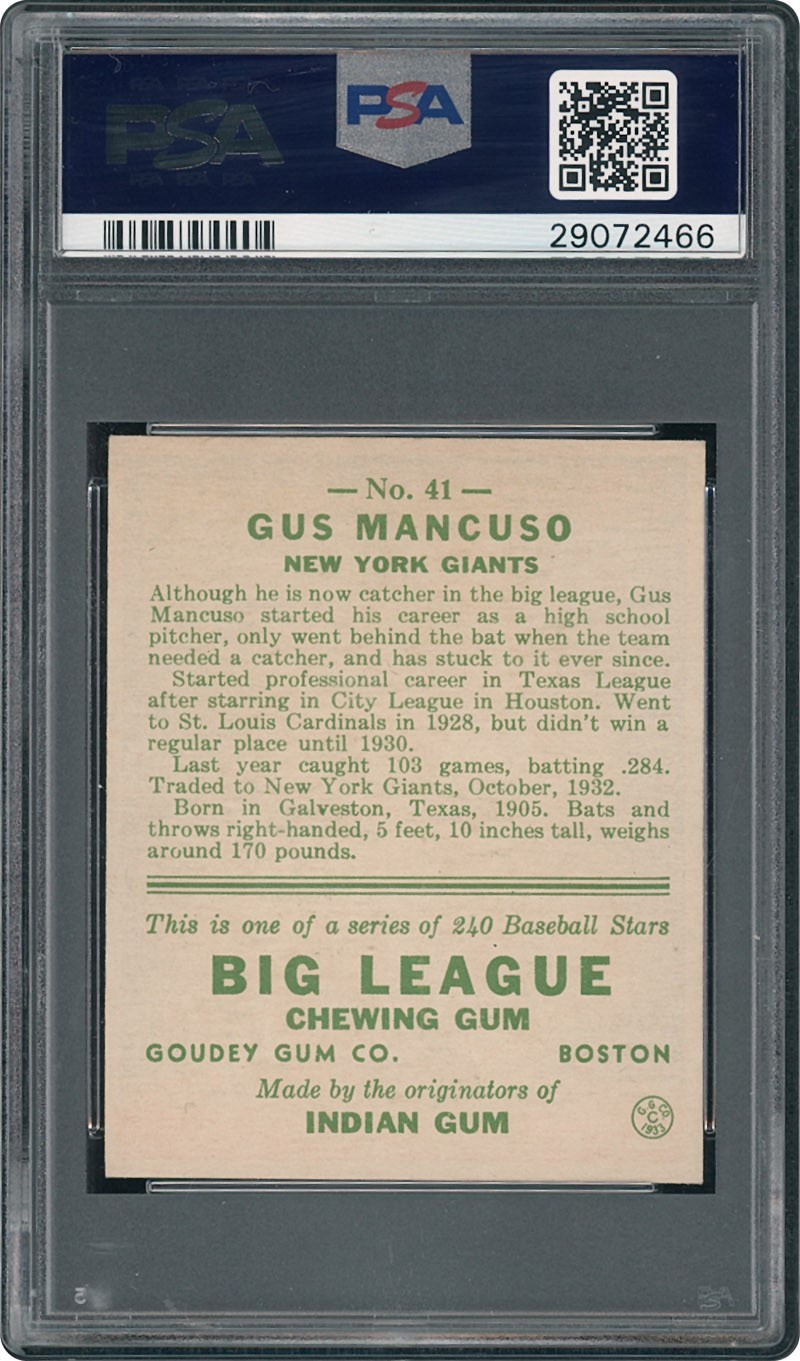 PSA
PSA
29072466
— No. 41 —
GUS MANCUSO
NEW YORK GIANTS
Although he is now catcher in the big league, Gus
Mancuso started his career as a high school
pitcher, only went behind the bat when the team
needed a catcher, and has stuck to it ever since.
Started professional career in Texas League
after starring in City League in Houston. Went
to St. Louis Cardinals in 1928, but didn't win a
regular place until 1930.
Last year caught 103 games, batting .284.
Traded to New York Giants, October, 1932.
Born in Galveston, Texas, 1905. Bats and
throws right-handed, 5 feet, 10 inches tall, weighs
around 170 pounds.
This is one of a series of 240 Baseball Stars
BIG LEAGUE
CHEWING GUM
GOUDEY GUM CO. BOSTON
Made by the originators of
INDIAN GUM
G. G. CO.
C
1933
PSA